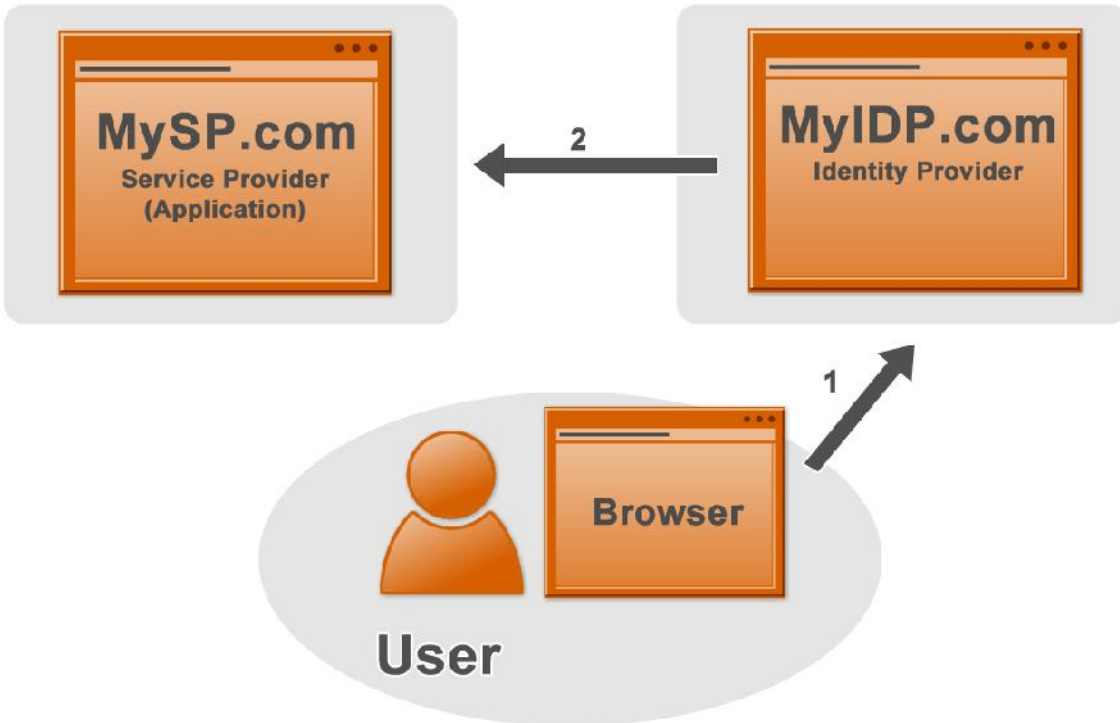 MySP.com
Service Provider
(Application)
2
MyIDP.com
Identity Provider
1
Browser
User